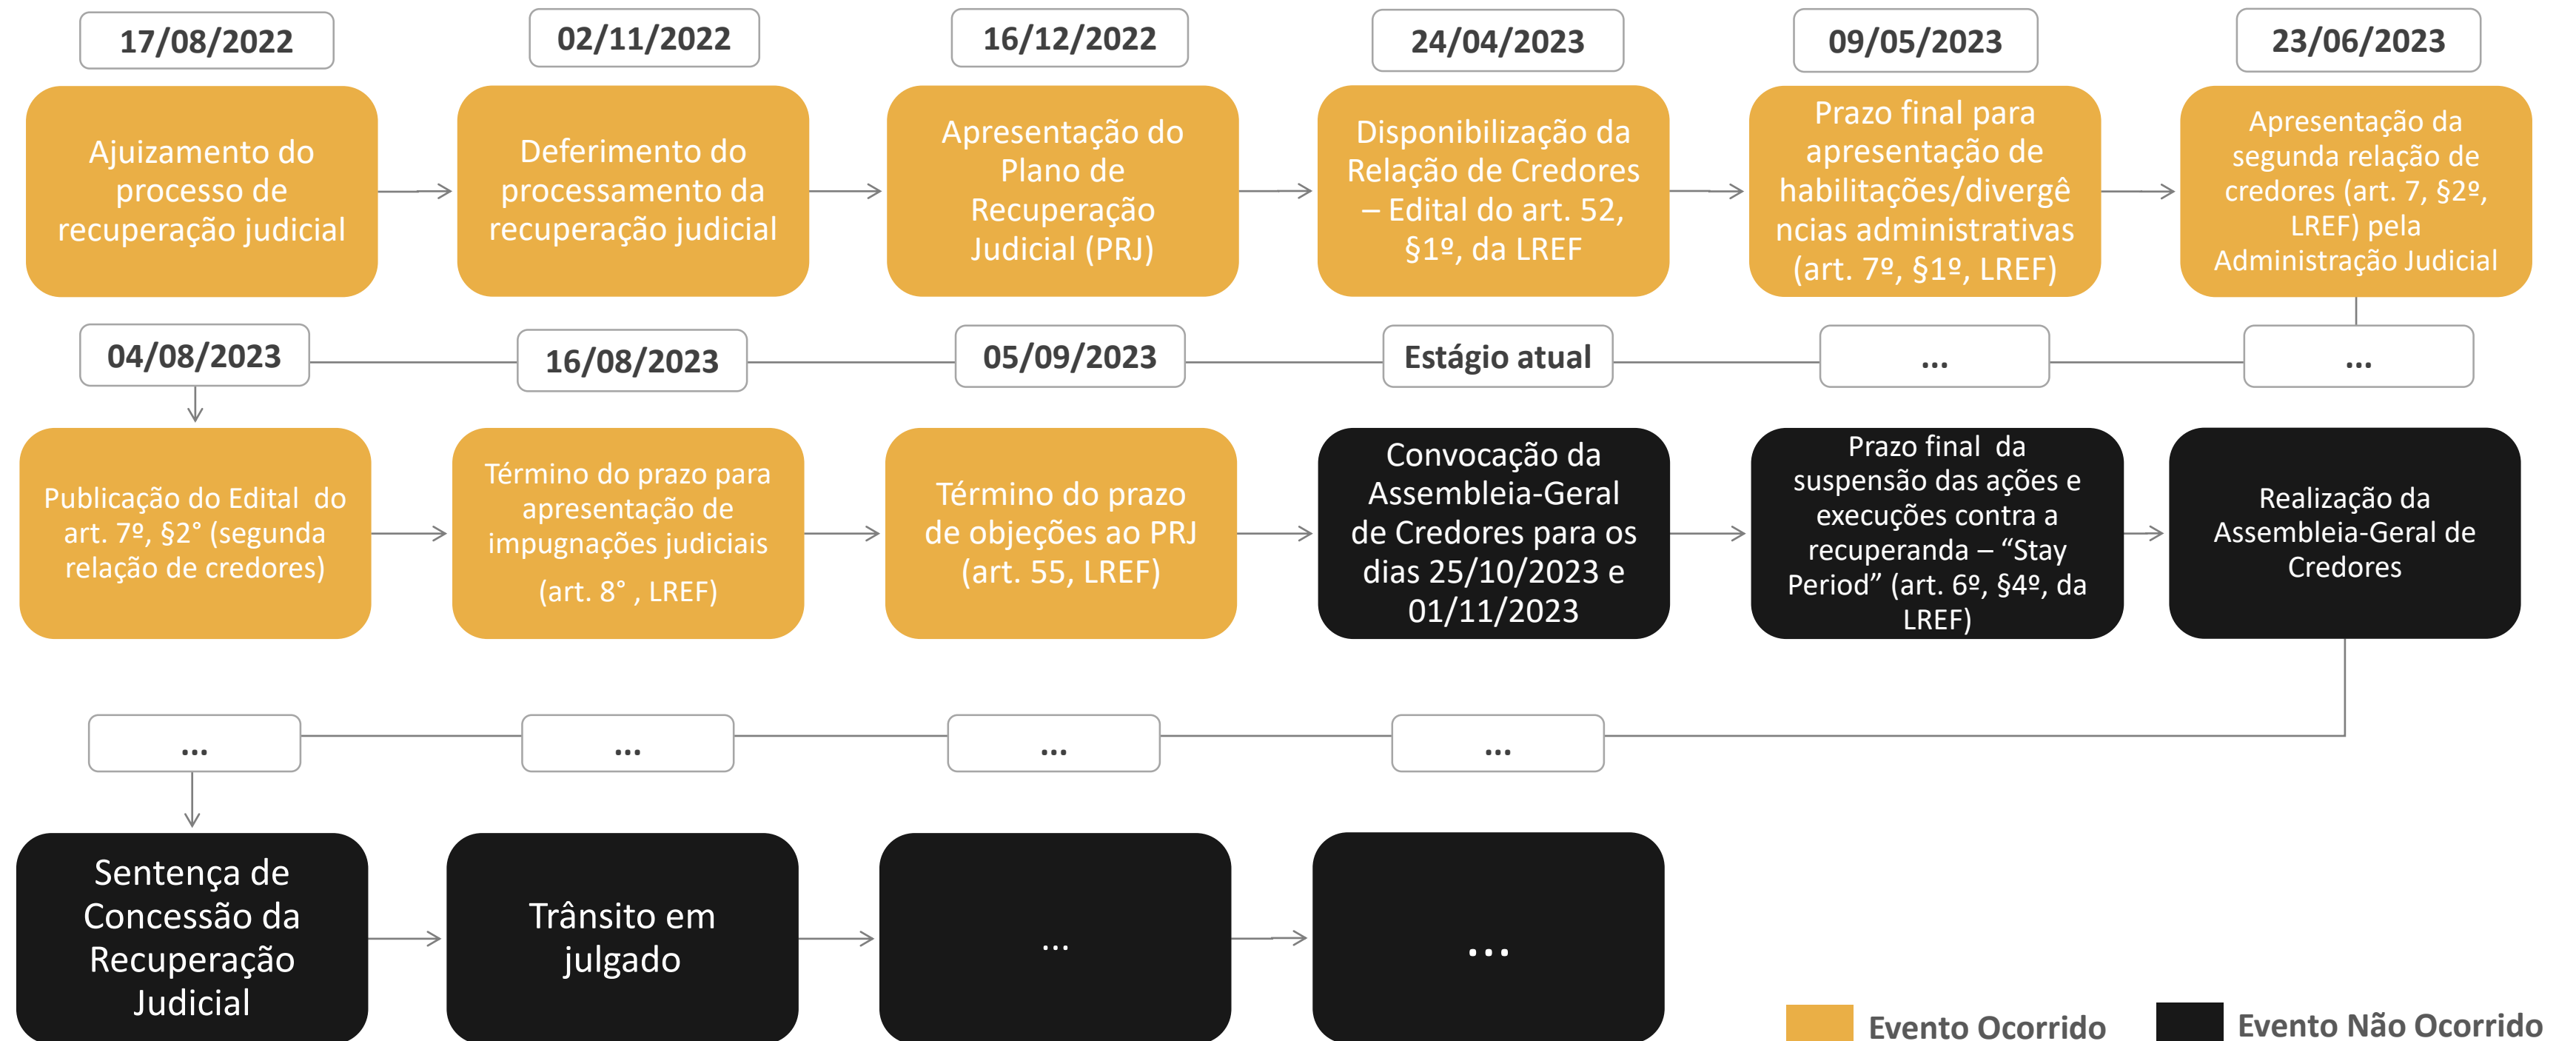 17/08/2022
02/11/2022
16/12/2022
24/04/2023
09/05/2023
23/06/2023
Ajuizamento do
processo de
recuperação judicial
Deferimento do
processamento da
recuperação judicial
Apresentação do
Plano de
Recuperação
Judicial (PRJ)
Disponibilização da
Relação de Credores
– Edital do art. 52,
§1º, da LREF
Prazo final para
apresentação de
habilitações/divergê
ncias administrativas
(art. 7º, §1º, LREF)
Apresentação da
segunda relação de
credores (art. 7, §2º,
LREF) pela
Administração Judicial
04/08/2023
16/08/2023
05/09/2023
Estágio atual
...
...
Publicação do Edital do
art. 7º, §2° (segunda
relação de credores)
Término do prazo para
apresentação de
impugnações judiciais
(art. 8° , LREF)
Término do prazo
de objeções ao PRJ
(art. 55, LREF)
Convocação da
Assembleia-Geral
de Credores para os
dias 25/10/2023 e
01/11/2023
Prazo final da
suspensão das ações e
execuções contra a
recuperanda – “Stay
Period” (art. 6º, §4º, da
LREF)
Realização da
Assembleia-Geral de
Credores
...
...
...
...
Sentença de
Concessão da
Recuperação
Judicial
Trânsito em
julgado
...
...
Evento Ocorrido
Evento Não Ocorrido